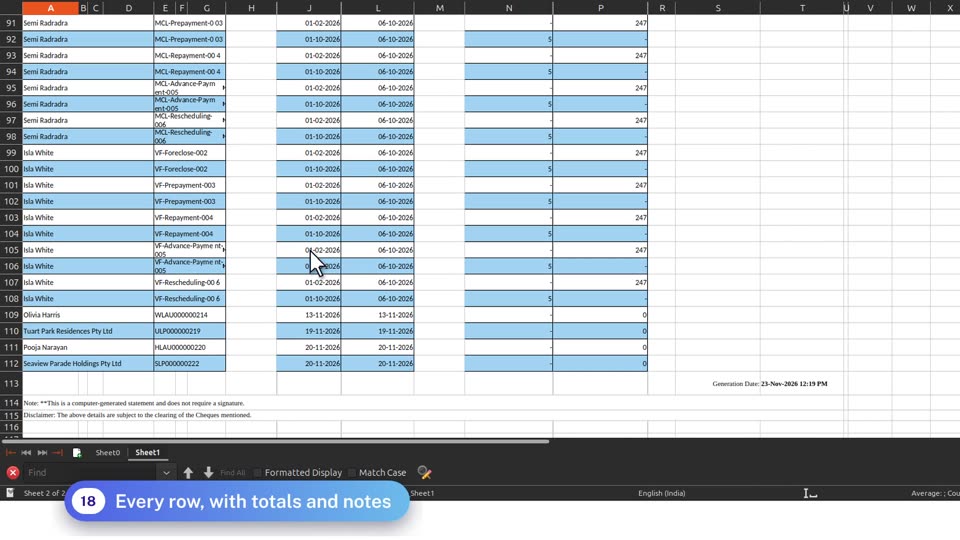 A B C D E F G H J L M N P R S T U V W X
91 Semi Radradra MCL-Prepayment-0 03 01-02-2026 06-10-2026 - 247
92 Semi Radradra MCL-Prepayment-0 03 01-10-2026 06-10-2026 5 -
93 Semi Radradra MCL-Repayment-00 4 01-02-2026 06-10-2026 - 247
94 Semi Radradra MCL-Repayment-00 4 01-10-2026 06-10-2026 5 -
95 Semi Radradra MCL-Advance-Paym ent-005 01-02-2026 06-10-2026 - 247
96 Semi Radradra MCL-Advance-Paym ent-005 01-10-2026 06-10-2026 5 -
97 Semi Radradra MCL-Rescheduling- 006 01-02-2026 06-10-2026 - 247
98 Semi Radradra MCL-Rescheduling- 006 01-10-2026 06-10-2026 5 -
99 Isla White VF-Foreclose-002 01-02-2026 06-10-2026 - 247
100 Isla White VF-Foreclose-002 01-10-2026 06-10-2026 5 -
101 Isla White VF-Prepayment-003 01-02-2026 06-10-2026 - 247
102 Isla White VF-Prepayment-003 01-10-2026 06-10-2026 5 -
103 Isla White VF-Repayment-004 01-02-2026 06-10-2026 - 247
104 Isla White VF-Repayment-004 01-10-2026 06-10-2026 5 -
105 Isla White VF-Advance-Payme nt-005 01-02-2026 06-10-2026 - 247
106 Isla White VF-Advance-Payme nt-005 01-10-2026 06-10-2026 5 -
107 Isla White VF-Rescheduling-00 6 01-02-2026 06-10-2026 - 247
108 Isla White VF-Rescheduling-00 6 01-10-2026 06-10-2026 5 -
109 Olivia Harris WLAU000000214 13-11-2026 13-11-2026 - 0
110 Tuart Park Residences Pty Ltd ULP000000219 19-11-2026 19-11-2026 - 0
111 Pooja Narayan HLAU000000220 20-11-2026 20-11-2026 - 0
112 Seaview Parade Holdings Pty Ltd SLP000000222 20-11-2026 20-11-2026 - 0
113 Generation Date: 23-Nov-2026 12:19 PM
114 Note: **This is a computer-generated statement and does not require a signature.
115 Disclaimer: The above details are subject to the clearing of the Cheques mentioned.
116
Sheet0 Sheet1
Find Find All Formatted Display Match Case
Sheet 2 of 2 Sheet1 English (India) Average: ; Cou
18 Every row, with totals and notes